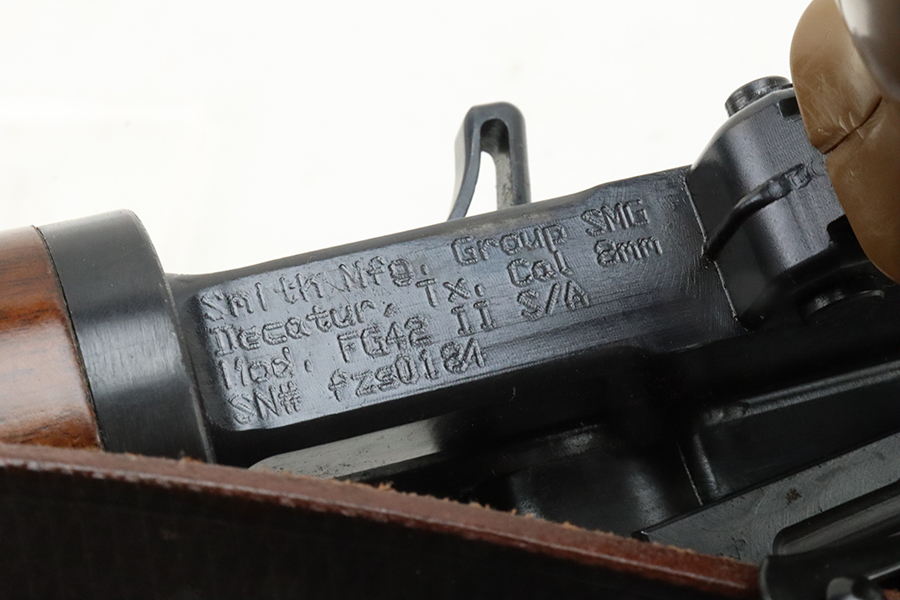 Smith Mfg. Group SMG
Decatur, Tx. Cal 8mm
Mod. FG42 II S/A
SN# fzs0184